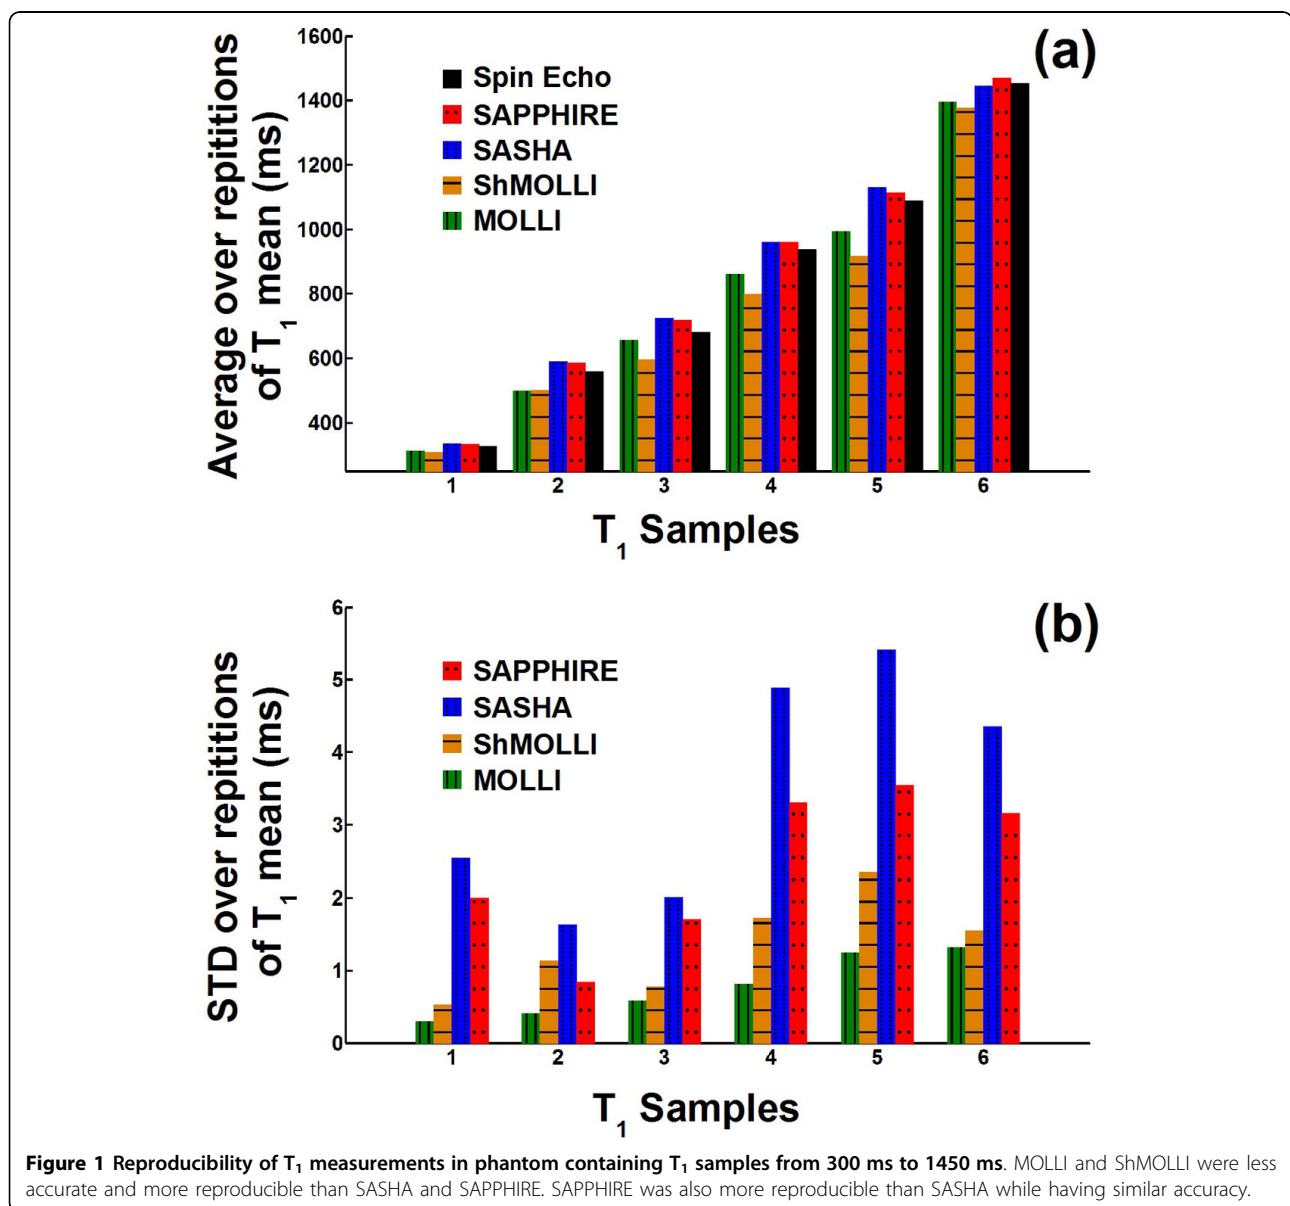 (a)
Average over repititions
of T1 mean (ms)
1600
1400
1200
1000
800
600
400
Spin Echo
SAPPHIRE
SASHA
ShMOLLI
MOLLI
1 2 3 4 5 6
T1 Samples
(b)
STD over repititions
of T1 mean (ms)
6
5
4
3
2
1
0
SAPPHIRE
SASHA
ShMOLLI
MOLLI
1 2 3 4 5 6
T1 Samples
Figure 1 Reproducibility of T1 measurements in phantom containing T1 samples from 300 ms to 1450 ms. MOLLI and ShMOLLI were less
accurate and more reproducible than SASHA and SAPPHIRE. SAPPHIRE was also more reproducible than SASHA while having similar accuracy.